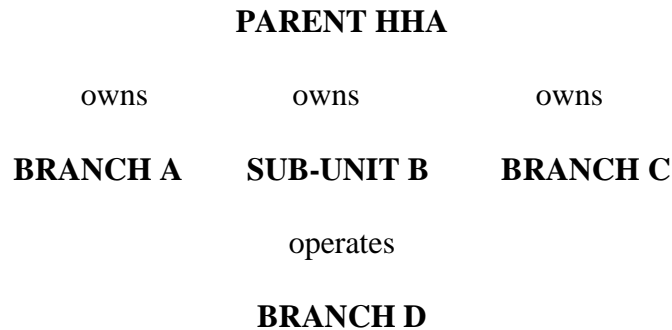 PARENT HHA
owns owns owns
BRANCH A SUB-UNIT B BRANCH C
operates
BRANCH D